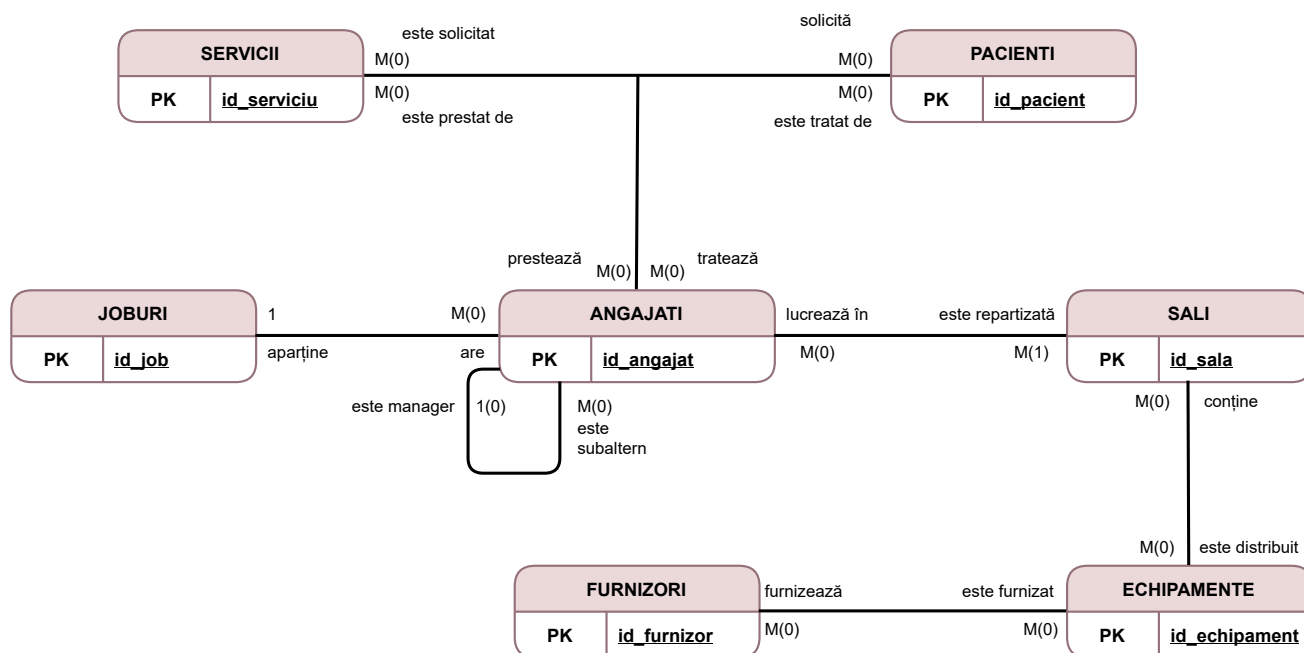 este solicitat
solicită
SERVICII
PACIENTI
M(0)
M(0)
PK id_serviciu
M(0)
M(0)
PK id_pacient
este prestat de
este tratat de
prestează
tratează
M(0)
M(0)
JOBURI
1
M(0)
ANGAJATI
lucrează în
este repartizată
SALI
PK id_job
aparține
are
PK id_angajat
M(0)
M(1)
PK id_sala
este manager
1(0)
M(0)
este
subaltern
M(0)
conține
M(0)
este distribuit
FURNIZORI
furnizează
este furnizat
ECHIPAMENTE
PK id_furnizor
M(0)
M(0)
PK id_echipament